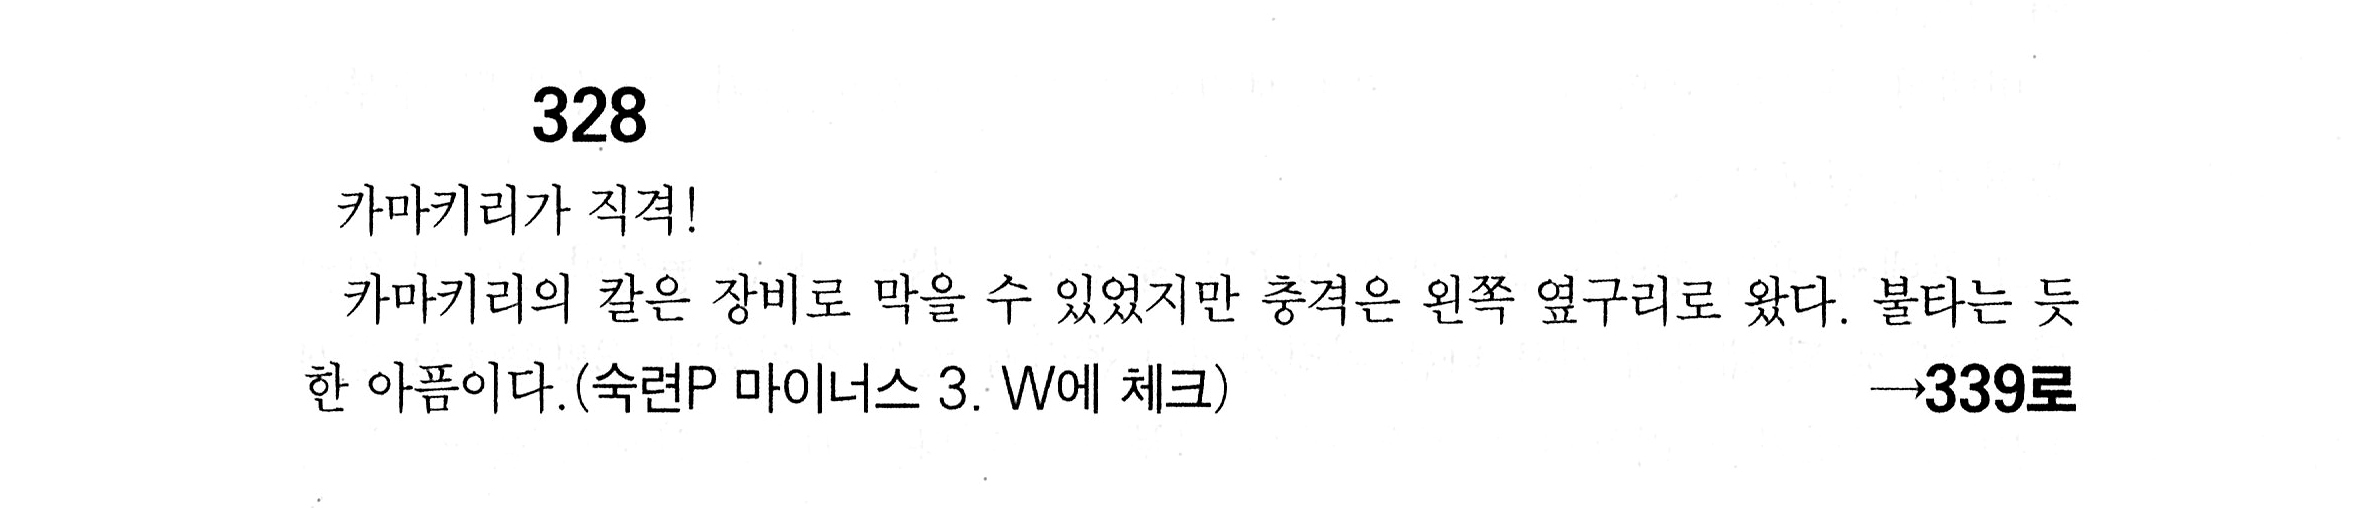 328
카마키리가 직격!
카마키리의 칼은 장비로 막을 수 있었지만 충격은 왼쪽 옆구리로 왔다. 불타는 듯
한 아픔이다.(숙련P 마이너스 3. W에 체크) →339로